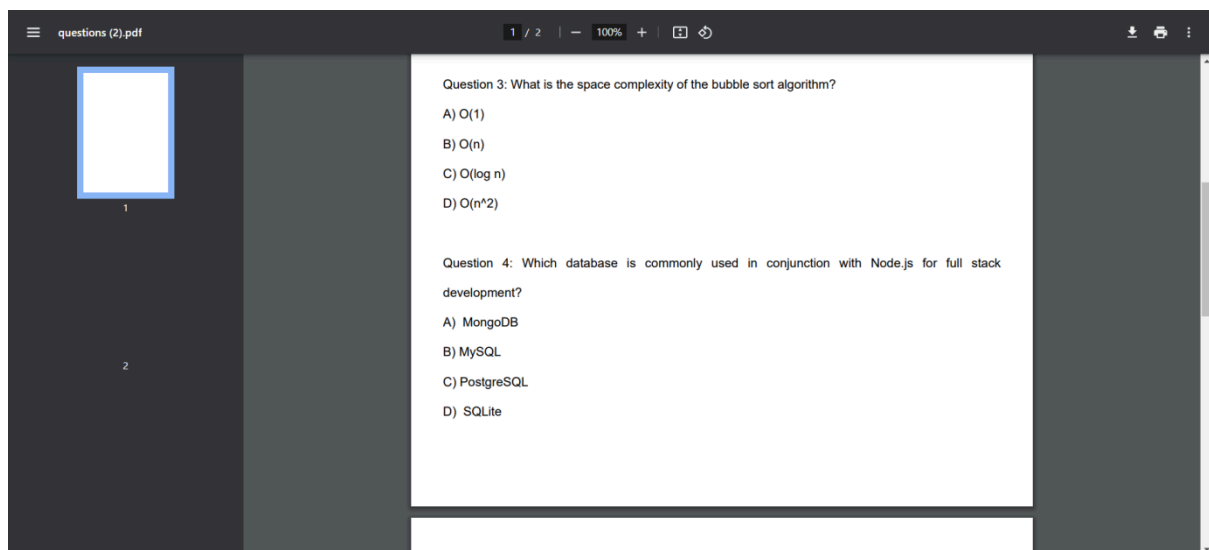 questions (2).pdf
1 / 2 | − 100% + |
1
2
Question 3: What is the space complexity of the bubble sort algorithm?
A) O(1)
B) O(n)
C) O(log n)
D) O(n^2)
Question 4: Which database is commonly used in conjunction with Node.js for full stack
development?
A) MongoDB
B) MySQL
C) PostgreSQL
D) SQLite